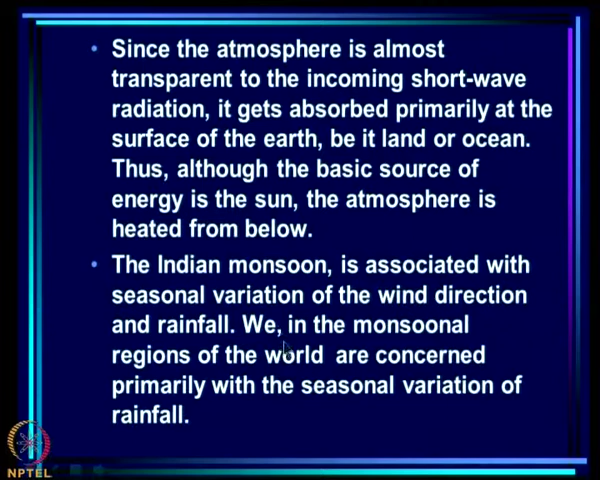 Since the atmosphere is almost
transparent to the incoming short-wave
radiation, it gets absorbed primarily at the
surface of the earth, be it land or ocean.
Thus, although the basic source of
energy is the sun, the atmosphere is
heated from below.
The Indian monsoon, is associated with
seasonal variation of the wind direction
and rainfall. We, in the monsoonal
regions of the world are concerned
primarily with the seasonal variation of
rainfall.
NPTEL